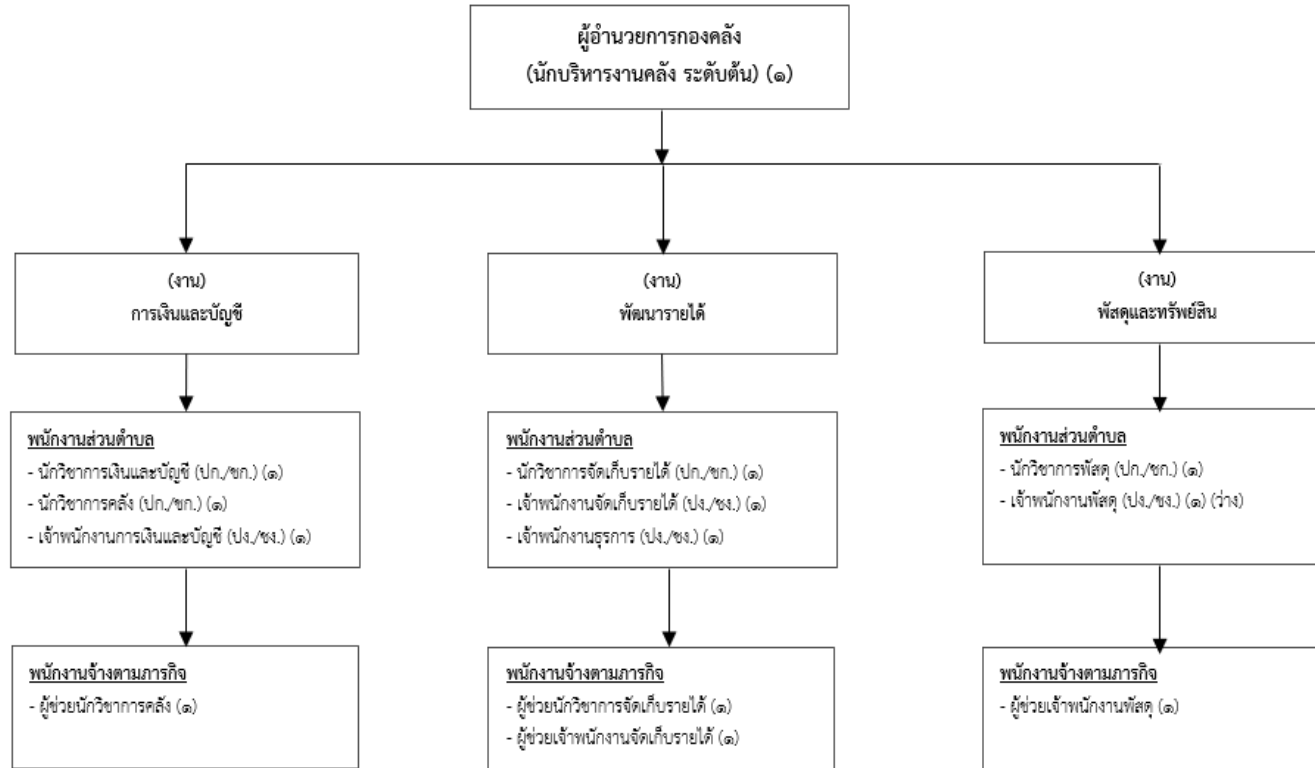 ผู้อำนวยการกองคลัง
(นักบริหารงานคลัง ระดับต้น) (๑)
(งาน)
การเงินและบัญชี
(งาน)
พัฒนารายได้
(งาน)
พัสดุและทรัพย์สิน
พนักงานส่วนตำบล
- นักวิชาการเงินและบัญชี (ปก./ชก.) (๑)
- นักวิชาการคลัง (ปก./ชก.) (๑)
- เจ้าพนักงานการเงินและบัญชี (ปง./ชง.) (๑)
พนักงานส่วนตำบล
- นักวิชาการจัดเก็บรายได้ (ปก./ชก.) (๑)
- เจ้าพนักงานจัดเก็บรายได้ (ปง./ชง.) (๑)
- เจ้าพนักงานธุรการ (ปง./ชง.) (๑)
พนักงานส่วนตำบล
- นักวิชาการพัสดุ (ปก./ชก.) (๑)
- เจ้าพนักงานพัสดุ (ปง./ชง.) (๑) (ว่าง)
พนักงานจ้างตามภารกิจ
- ผู้ช่วยนักวิชาการคลัง (๑)
พนักงานจ้างตามภารกิจ
- ผู้ช่วยนักวิชาการจัดเก็บรายได้ (๑)
- ผู้ช่วยเจ้าพนักงานจัดเก็บรายได้ (๑)
พนักงานจ้างตามภารกิจ
- ผู้ช่วยเจ้าพนักงานพัสดุ (๑)